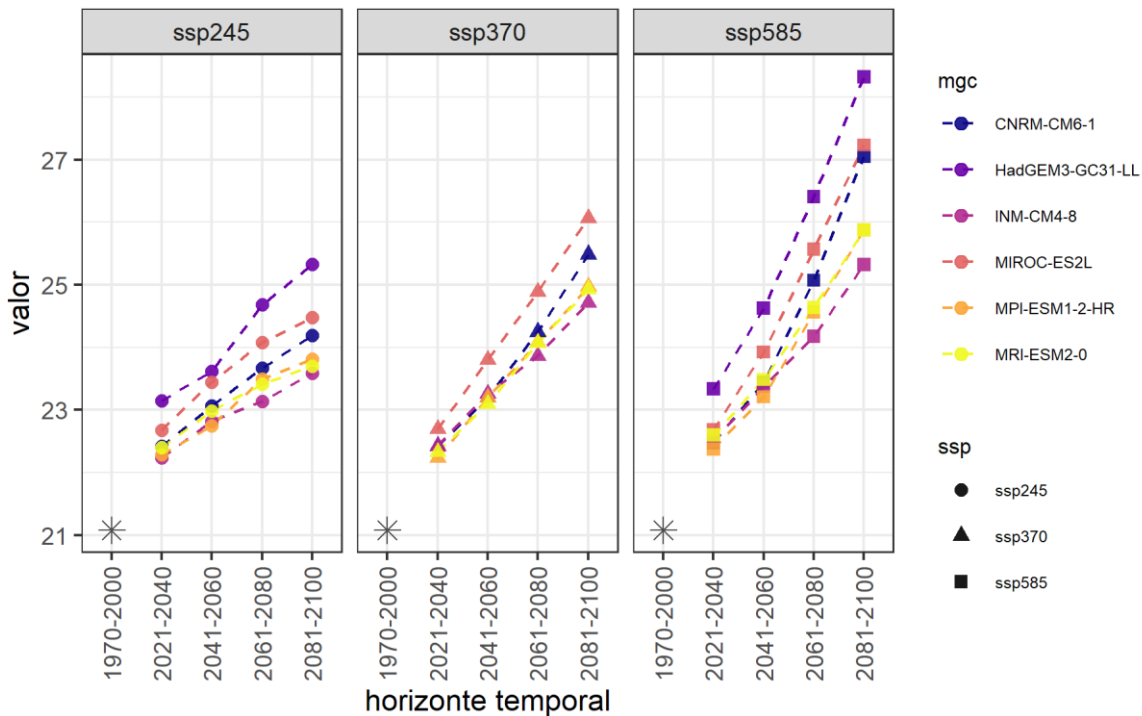 ssp245
ssp370
ssp585
valor
27
25
23
21
1970-2000
2021-2040
2041-2060
2061-2080
2081-2100
1970-2000
2021-2040
2041-2060
2061-2080
2081-2100
1970-2000
2021-2040
2041-2060
2061-2080
2081-2100
horizonte temporal
mgc
CNRM-CM6-1
HadGEM3-GC31-LL
INM-CM4-8
MIROC-ES2L
MPI-ESM1-2-HR
MRI-ESM2-0
ssp
ssp245
ssp370
ssp585